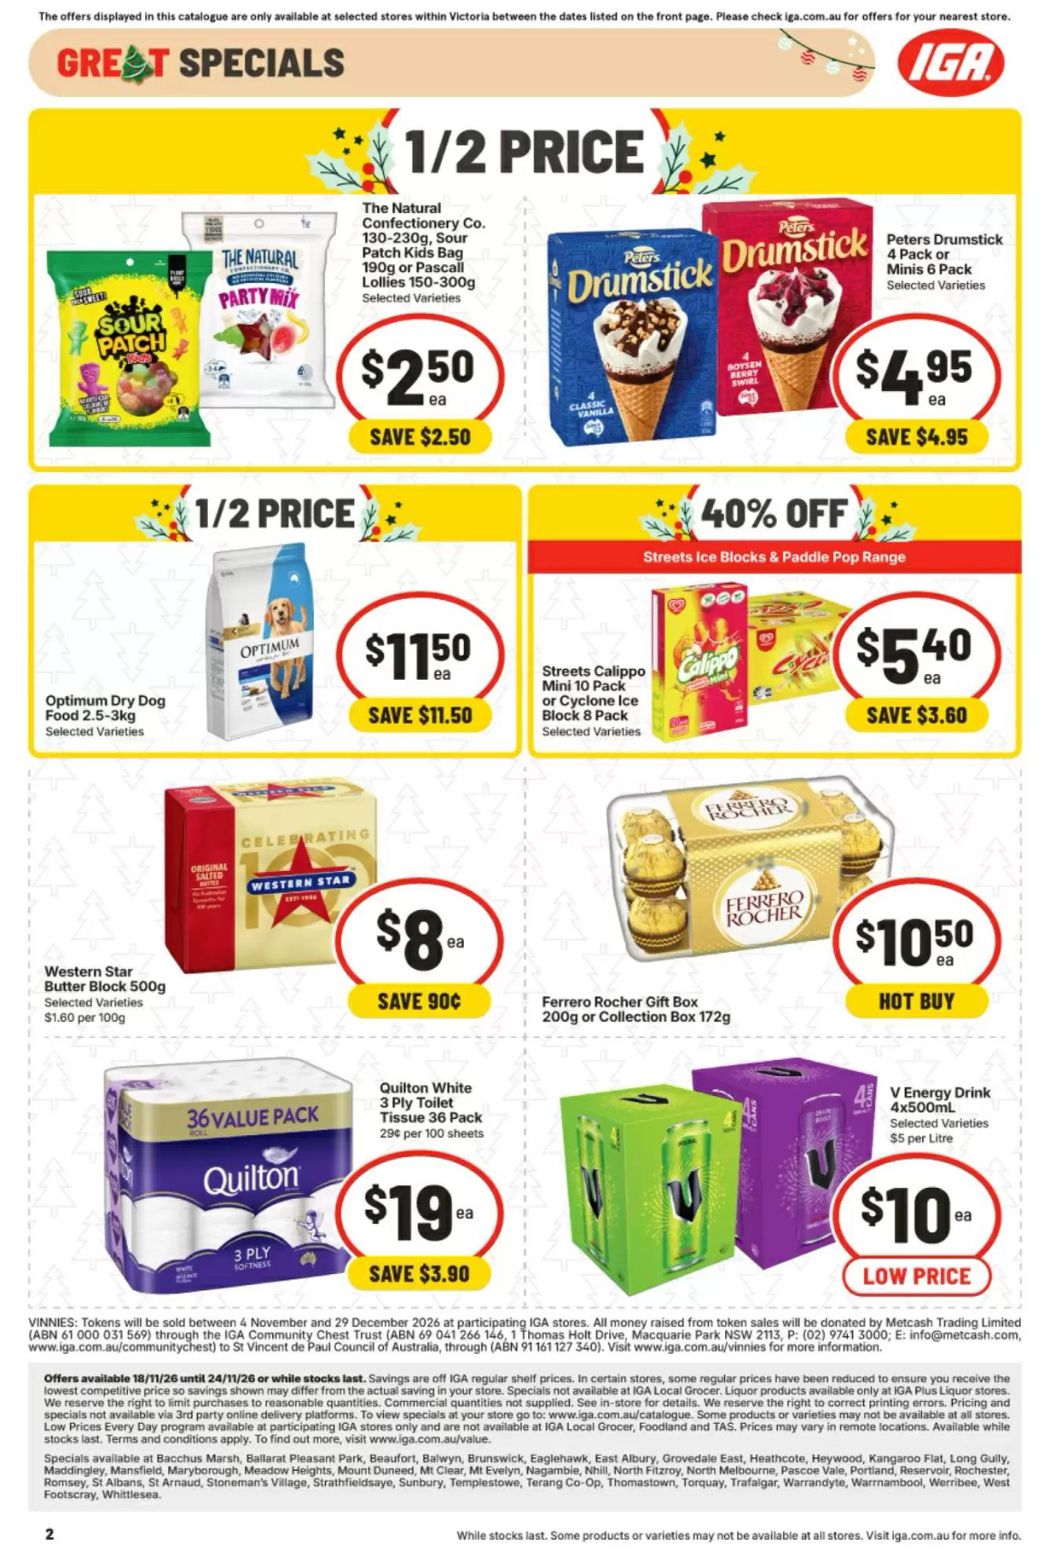 The offers displayed in this catalogue are only available at selected stores within Victoria between the dates listed on the front page. Please check iga.com.au for offers for your nearest store.
GREAT SPECIALS
IGA
1/2 PRICE
The Natural
Confectionery Co.
130-230g, Sour
Patch Kids Bag
190g or Pascall
Lollies 150-300g
Selected Varieties
SOUR
PATCH
Kids
THE NATURAL
CONFECTIONERY CO.
PARTY MIX
$2.50
ea
SAVE $2.50
Peters
Drumstick
4
CLASSIC
VANILLA
Peters
Drumstick
4
BOYSEN
BERRY
SWIRL
Peters Drumstick
4 Pack or
Minis 6 Pack
Selected Varieties
$4.95
ea
SAVE $4.95
1/2 PRICE
OPTIMUM
Optimum Dry Dog
Food 2.5-3kg
Selected Varieties
$11.50
ea
SAVE $11.50
40% OFF
Streets Ice Blocks & Paddle Pop Range
Calippo
Mini
Streets Calippo
Mini 10 Pack
or Cyclone Ice
Block 8 Pack
Selected Varieties
$5.40
ea
SAVE $3.60
CELEBRATING
100
ORIGINAL
SALTED
BUTTER
WESTERN STAR
ESTD 1926
Western Star
Butter Block 500g
Selected Varieties
$1.60 per 100g
$8 ea
SAVE 90¢
FERRERO
ROCHER
FERRERO
ROCHER
Ferrero Rocher Gift Box
200g or Collection Box 172g
$10.50
ea
HOT BUY
36 VALUE PACK
ROLL
Quilton
3 PLY
SOFTNESS
WHITE
Quilton White
3 Ply Toilet
Tissue 36 Pack
29¢ per 100 sheets
$19 ea
SAVE $3.90
4 CANS
V
4 CANS
V
V Energy Drink
4x500mL
Selected Varieties
$5 per Litre
$10 ea
LOW PRICE
VINNIES: Tokens will be sold between 4 November and 29 December 2026 at participating IGA stores. All money raised from token sales will be donated by Metcash Trading Limited
(ABN 61 000 031 569) through the IGA Community Chest Trust (ABN 69 041 266 146, 1 Thomas Holt Drive, Macquarie Park NSW 2113, P: (02) 9741 3000; E: info@metcash.com,
www.iga.com.au/communitychest) to St Vincent de Paul Council of Australia, through (ABN 91 161 127 340). Visit www.iga.com.au/vinnies for more information.
Offers available 18/11/26 until 24/11/26 or while stocks last. Savings are off IGA regular shelf prices. In certain stores, some regular prices have been reduced to ensure you receive the
lowest competitive price so savings shown may differ from the actual saving in your store. Specials not available at IGA Local Grocer. Liquor products available only at IGA Plus Liquor stores.
We reserve the right to limit purchases to reasonable quantities. Commercial quantities not supplied. See in-store for details. We reserve the right to correct printing errors. Pricing and
specials not available via 3rd party online delivery platforms. To view specials at your store go to: www.iga.com.au/catalogue. Some products or varieties may not be available at all stores.
Low Prices Every Day program available at participating IGA stores only and are not available at IGA Local Grocer, Foodland and TAS. Prices may vary in remote locations. Available while
stocks last. Terms and conditions apply. To find out more, visit www.iga.com.au/value.
Specials available at Bacchus Marsh, Ballarat Pleasant Park, Beaufort, Balwyn, Brunswick, Eaglehawk, East Albury, Grovedale East, Heathcote, Heywood, Kangaroo Flat, Long Gully,
Maddingley, Mansfield, Maryborough, Meadow Heights, Mount Duneed, Mt Clear, Mt Evelyn, Nagambie, Nhill, North Fitzroy, North Melbourne, Pascoe Vale, Portland, Reservoir, Rochester,
Romsey, St Albans, St Arnaud, Stoneman's Village, Strathfieldsaye, Sunbury, Templestowe, Terang Co-Op, Thomastown, Torquay, Trafalgar, Warrandyte, Warrnambool, Werribee, West
Footscray, Whittlesea.
2
While stocks last. Some products or varieties may not be available at all stores. Visit iga.com.au for more info.